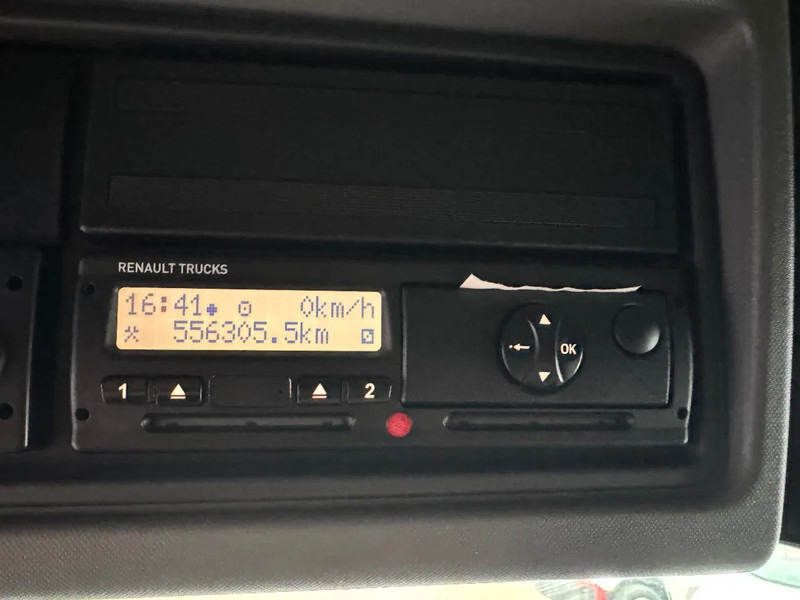 RENAULT TRUCKS
16:41 0km/h
556305.5km
1 2
OK